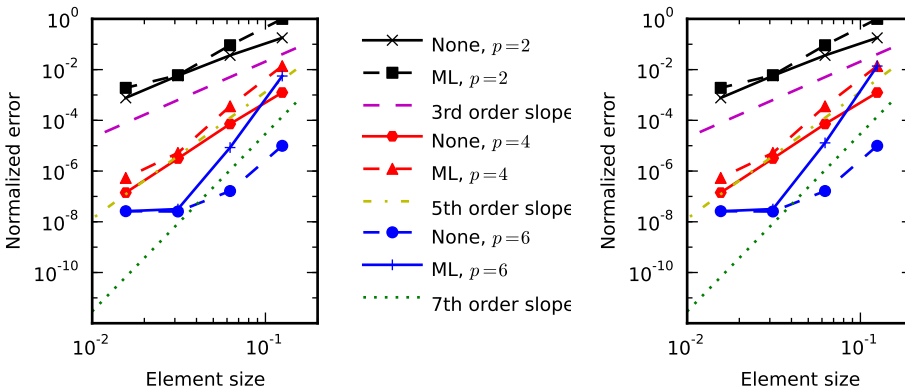 Normalized error
10^0
10^-2
10^-4
10^-6
10^-8
10^-10
10^-2
10^-1
Element size
None, p=2
ML, p=2
3rd order slope
None, p=4
ML, p=4
5th order slope
None, p=6
ML, p=6
7th order slope
Normalized error
10^0
10^-2
10^-4
10^-6
10^-8
10^-10
10^-2
10^-1
Element size